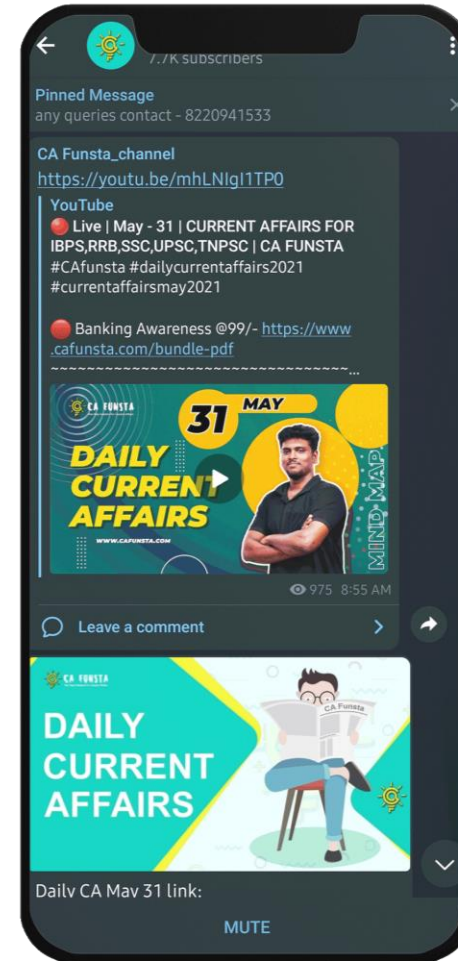 7.7K subscribers
Pinned Message
any queries contact - 8220941533
CA Funsta_channel
https://youtu.be/mhLNIgI1TP0
YouTube
🔴 Live | May - 31 | CURRENT AFFAIRS FOR
IBPS,RRB,SSC,UPSC,TNPSC | CA FUNSTA
#CAfunsta #dailycurrentaffairs2021
#currentaffairsmay2021
🔴 Banking Awareness @99/- https://www
.cafunsta.com/bundle-pdf
~~~~~~~~~~~~~~~~~~~~~~~~~~~~~~~~~...
CA FUNSTA
31 MAY
DAILY
CURRENT
AFFAIRS
WWW.CAFUNSTA.COM
MIND MAP
975 8:55 AM
Leave a comment
CA FUNSTA
CA Funsta
DAILY
CURRENT
AFFAIRS
Daily CA May 31 link:
MUTE